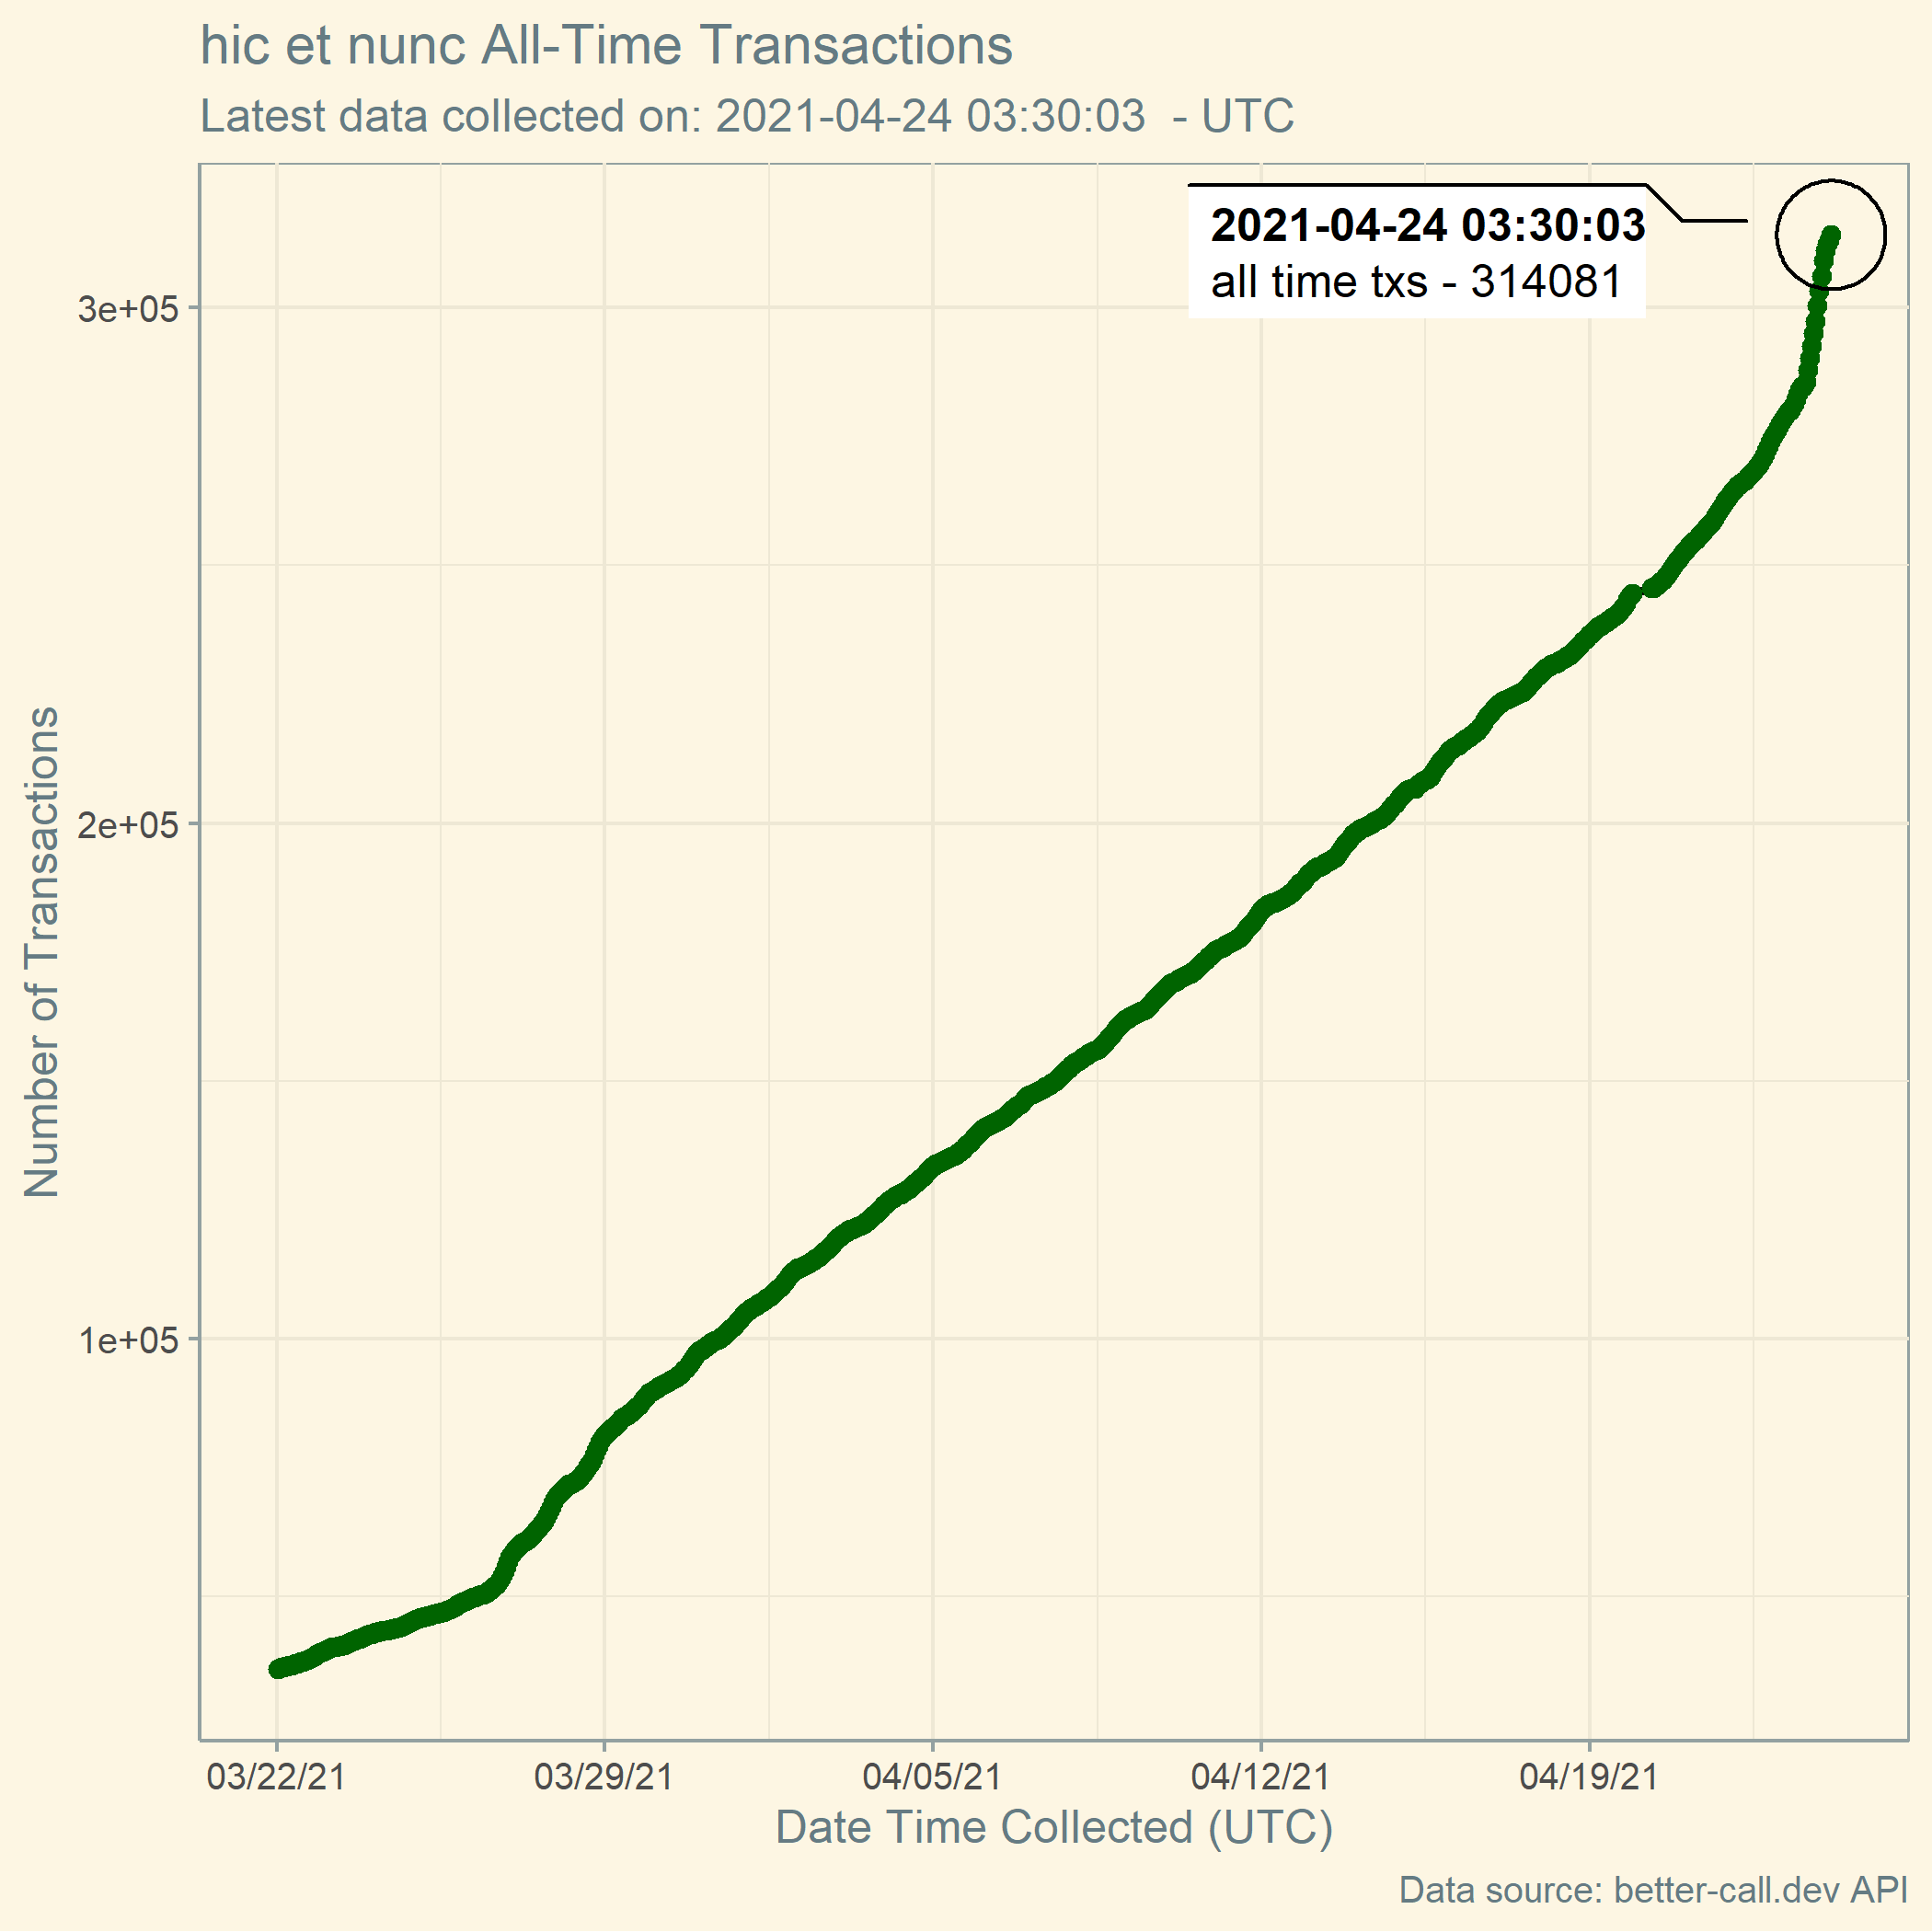 hic et nunc All-Time Transactions
Latest data collected on: 2021-04-24 03:30:03 - UTC
2021-04-24 03:30:03
all time txs - 314081
Number of Transactions
3e+05
2e+05
1e+05
03/22/21
03/29/21
04/05/21
04/12/21
04/19/21
Date Time Collected (UTC)
Data source: better-call.dev API